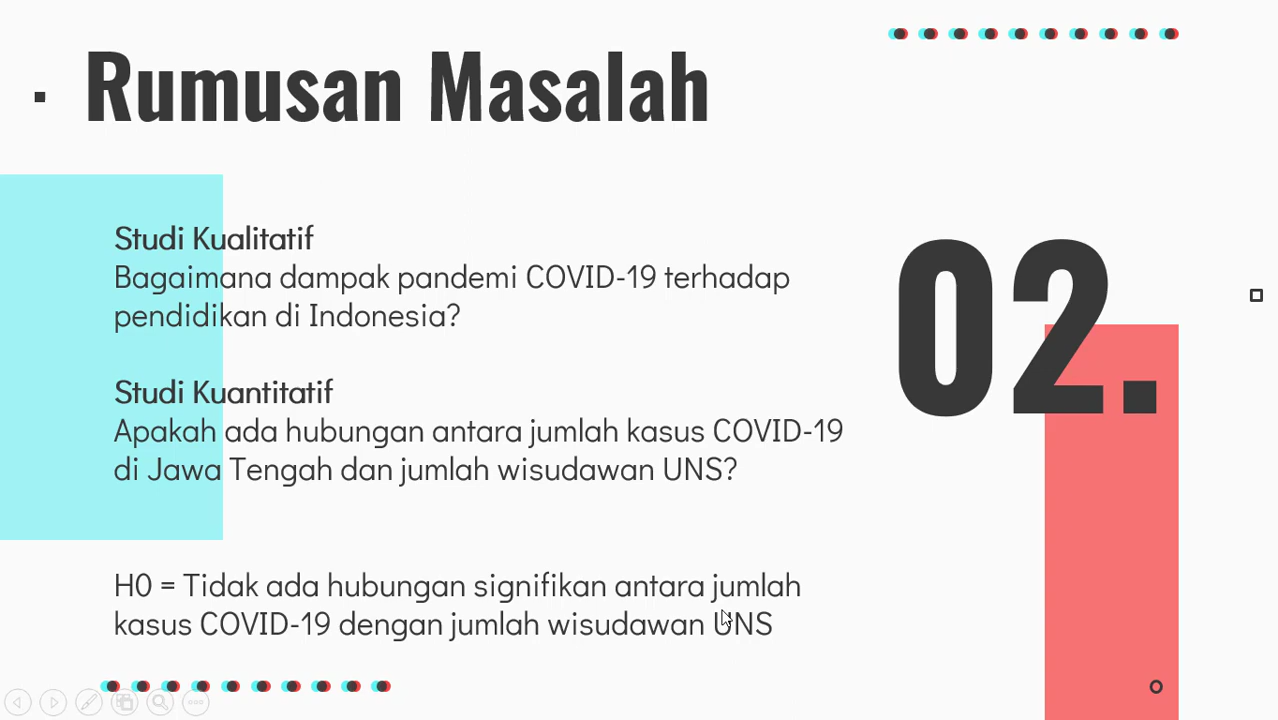 Rumusan Masalah
Studi Kualitatif
Bagaimana dampak pandemi COVID-19 terhadap
pendidikan di Indonesia?
02.
Studi Kuantitatif
Apakah ada hubungan antara jumlah kasus COVID-19
di Jawa Tengah dan jumlah wisudawan UNS?
H0 = Tidak ada hubungan signifikan antara jumlah
kasus COVID-19 dengan jumlah wisudawan UNS